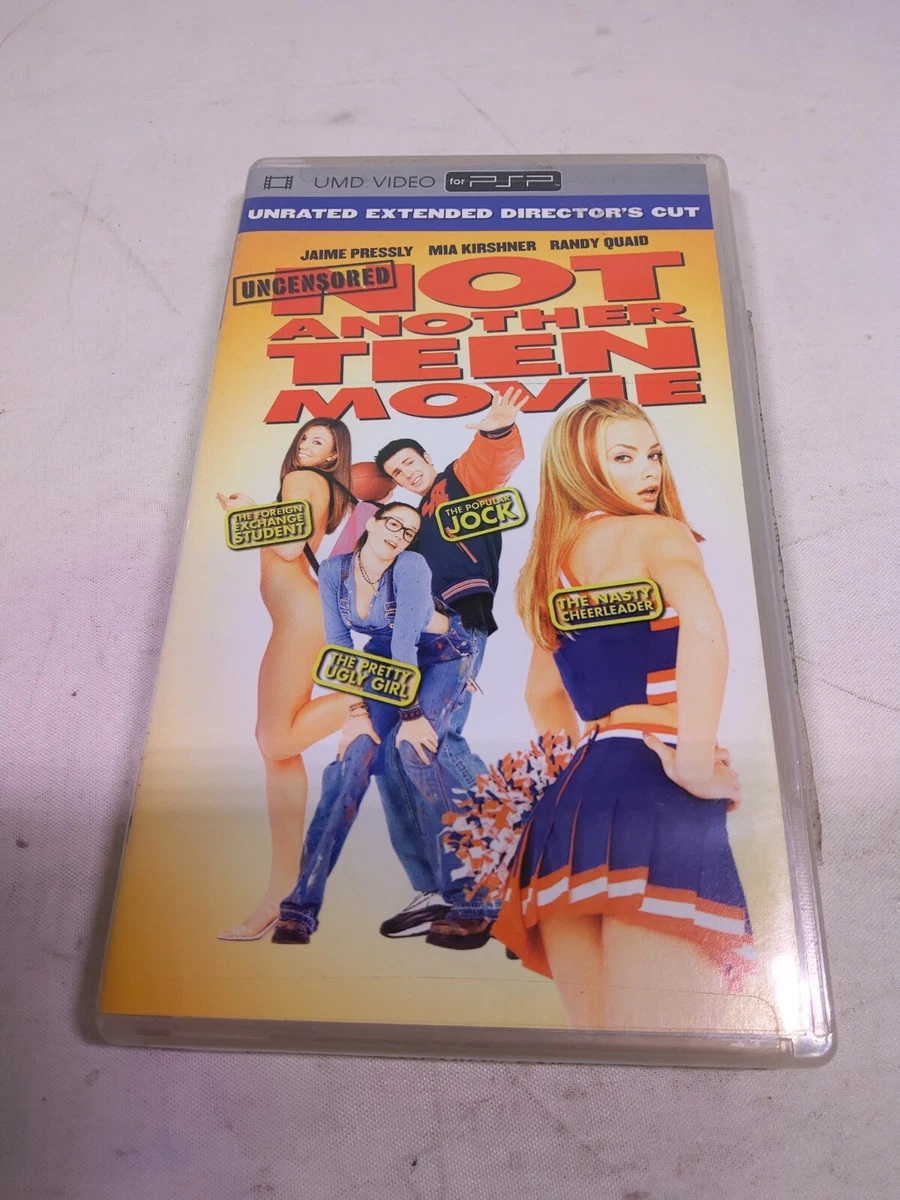 UMD VIDEO for PSP
UNRATED EXTENDED DIRECTOR'S CUT
JAIME PRESSLY MIA KIRSHNER RANDY QUAID
UNCENSORED
NOT
ANOTHER
TEEN
MOVIE
THE FOREIGN
EXCHANGE
STUDENT
THE POPULAR
JOCK
THE NASTY
CHEERLEADER
THE PRETTY
UGLY GIRL